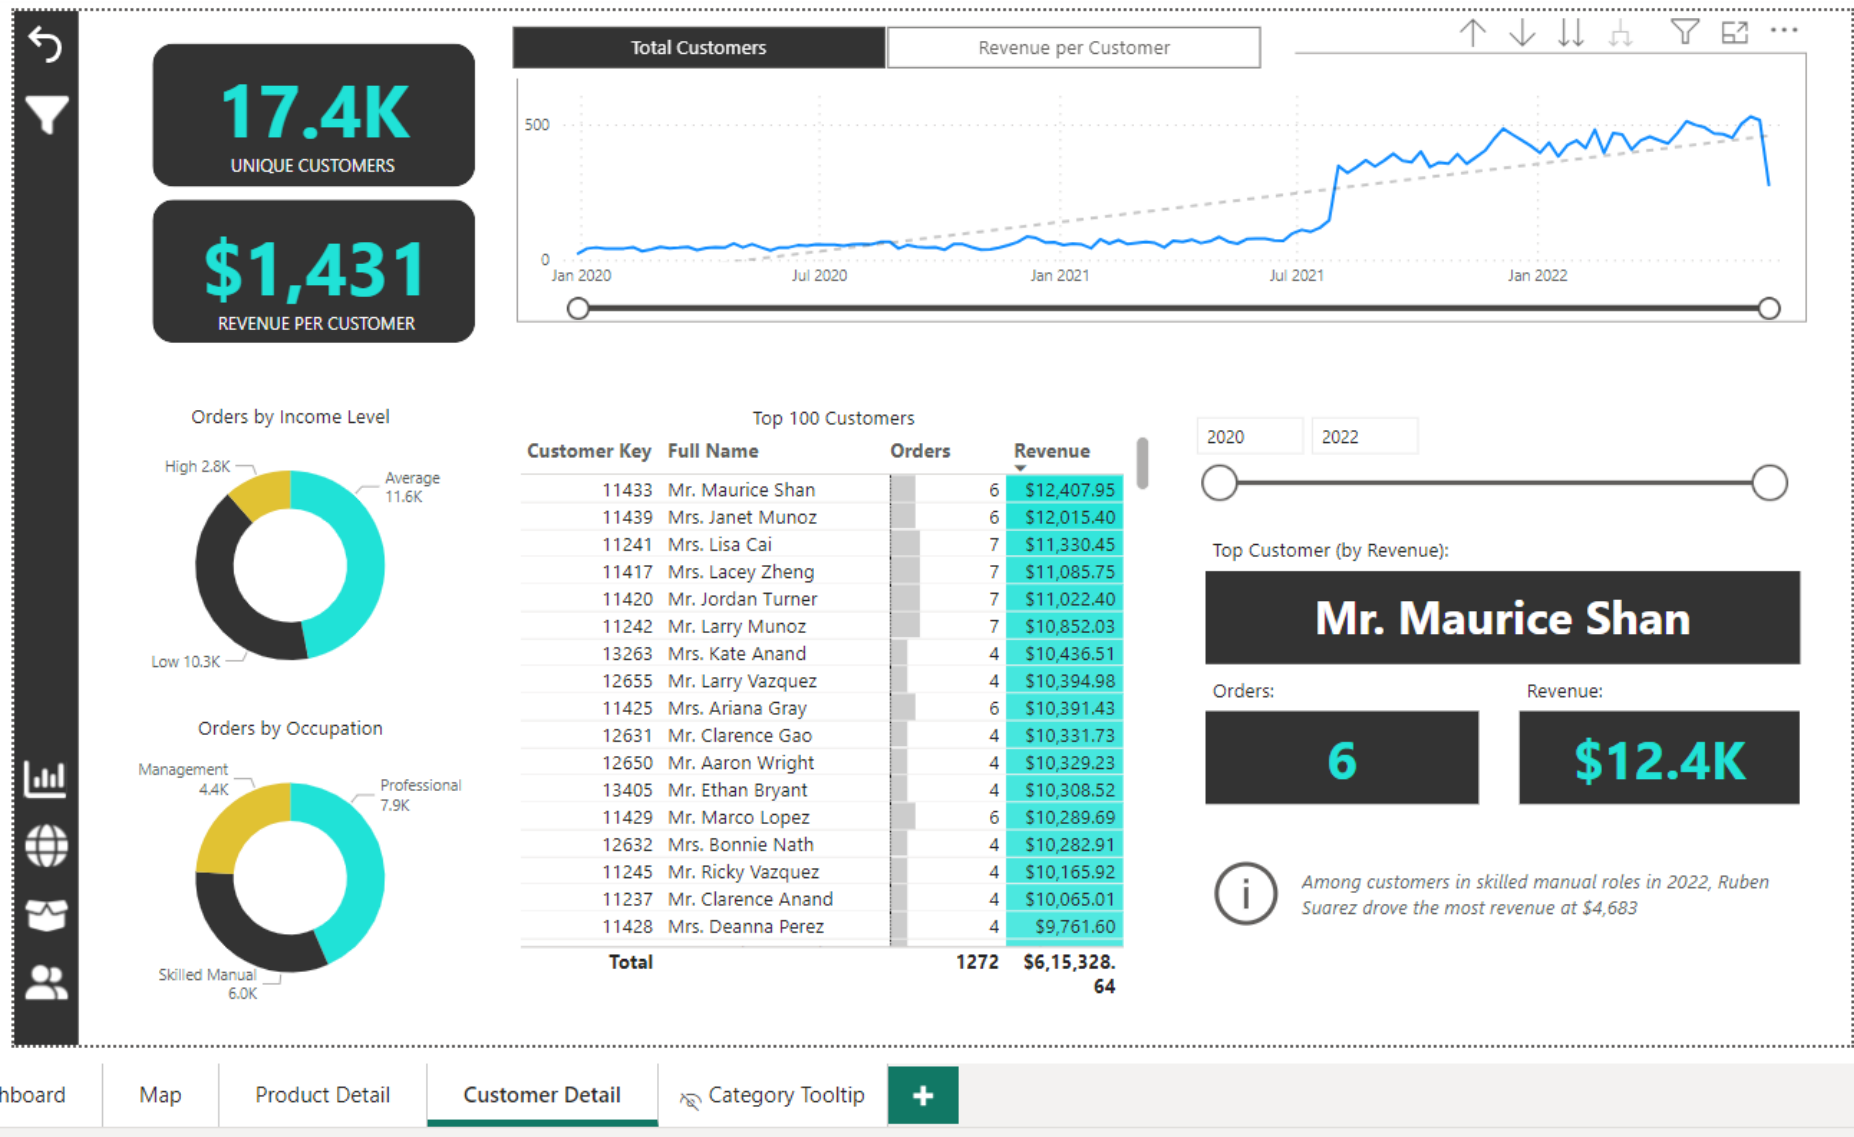 17.4K
UNIQUE CUSTOMERS
$1,431
REVENUE PER CUSTOMER
Total Customers
Revenue per Customer
500
0
Jan 2020
Jul 2020
Jan 2021
Jul 2021
Jan 2022
Orders by Income Level
High 2.8K
Average
11.6K
Low 10.3K
Orders by Occupation
Management
4.4K
Professional
7.9K
Skilled Manual
6.0K
Top 100 Customers
Customer Key Full Name Orders Revenue
11433 Mr. Maurice Shan 6 $12,407.95
11439 Mrs. Janet Munoz 6 $12,015.40
11241 Mrs. Lisa Cai 7 $11,330.45
11417 Mrs. Lacey Zheng 7 $11,085.75
11420 Mr. Jordan Turner 7 $11,022.40
11242 Mr. Larry Munoz 7 $10,852.03
13263 Mrs. Kate Anand 4 $10,436.51
12655 Mr. Larry Vazquez 4 $10,394.98
11425 Mrs. Ariana Gray 6 $10,391.43
12631 Mr. Clarence Gao 4 $10,331.73
12650 Mr. Aaron Wright 4 $10,329.23
13405 Mr. Ethan Bryant 4 $10,308.52
11429 Mr. Marco Lopez 6 $10,289.69
12632 Mrs. Bonnie Nath 4 $10,282.91
11245 Mr. Ricky Vazquez 4 $10,165.92
11237 Mr. Clarence Anand 4 $10,065.01
11428 Mrs. Deanna Perez 4 $9,761.60
Total 1272 $6,15,328.
64
2020
2022
Top Customer (by Revenue):
Mr. Maurice Shan
Orders:
6
Revenue:
$12.4K
Among customers in skilled manual roles in 2022, Ruben
Suarez drove the most revenue at $4,683
hboard
Map
Product Detail
Customer Detail
Category Tooltip